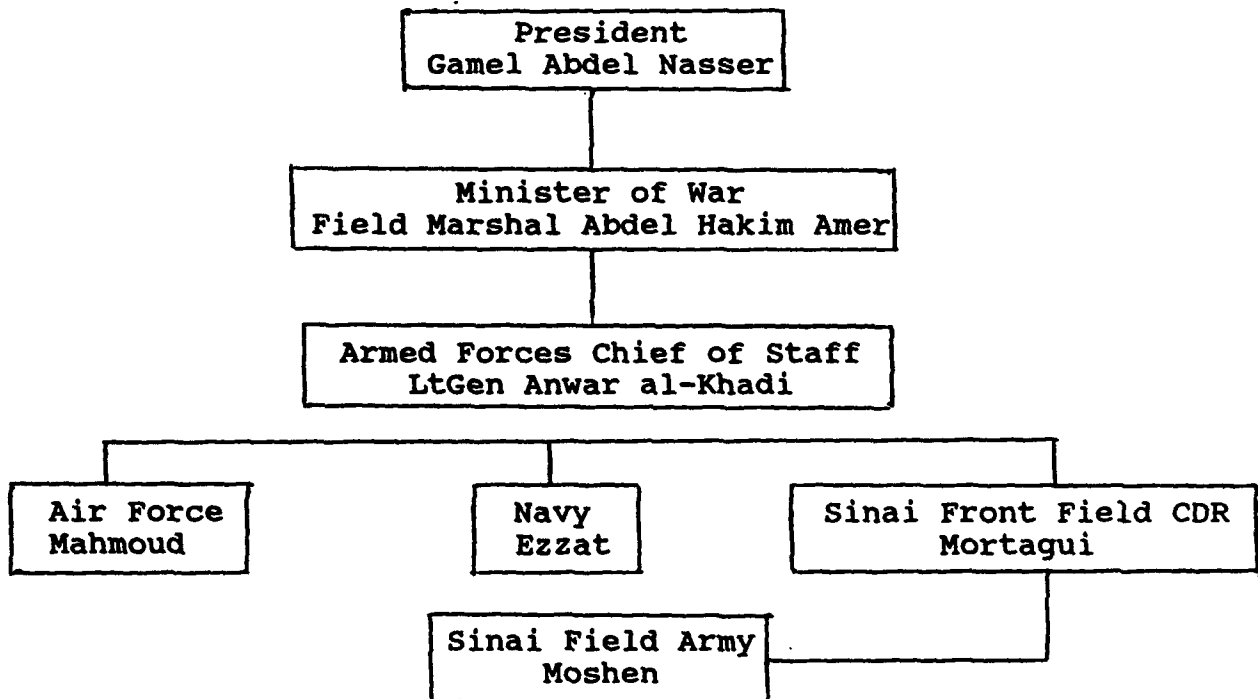 President
Gamel Abdel Nasser
Minister of War
Field Marshal Abdel Hakim Amer
Armed Forces Chief of Staff
LtGen Anwar al-Khadi
Air Force
Mahmoud
Navy
Ezzat
Sinai Front Field CDR
Mortagui
Sinai Field Army
Moshen